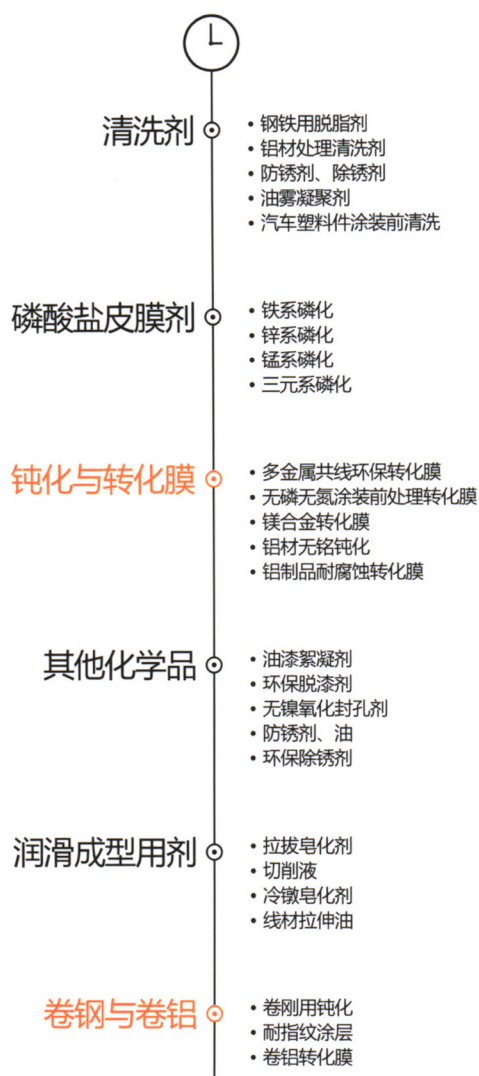 清洗剂
• 钢铁用脱脂剂
• 铝材处理清洗剂
• 防锈剂、除锈剂
• 油雾凝聚剂
• 汽车塑料件涂装前清洗
磷酸盐皮膜剂
• 铁系磷化
• 锌系磷化
• 锰系磷化
• 三元系磷化
钝化与转化膜
• 多金属共线环保转化膜
• 无磷无氮涂装前处理转化膜
• 镁合金转化膜
• 铝材无铭钝化
• 铝制品耐腐蚀转化膜
其他化学品
• 油漆絮凝剂
• 环保脱漆剂
• 无镍氧化封孔剂
• 防锈剂、油
• 环保除锈剂
润滑成型用剂
• 拉拔皂化剂
• 切削液
• 冷镦皂化剂
• 线材拉伸油
卷钢与卷铝
• 卷刚用钝化
• 耐指纹涂层
• 卷铝转化膜